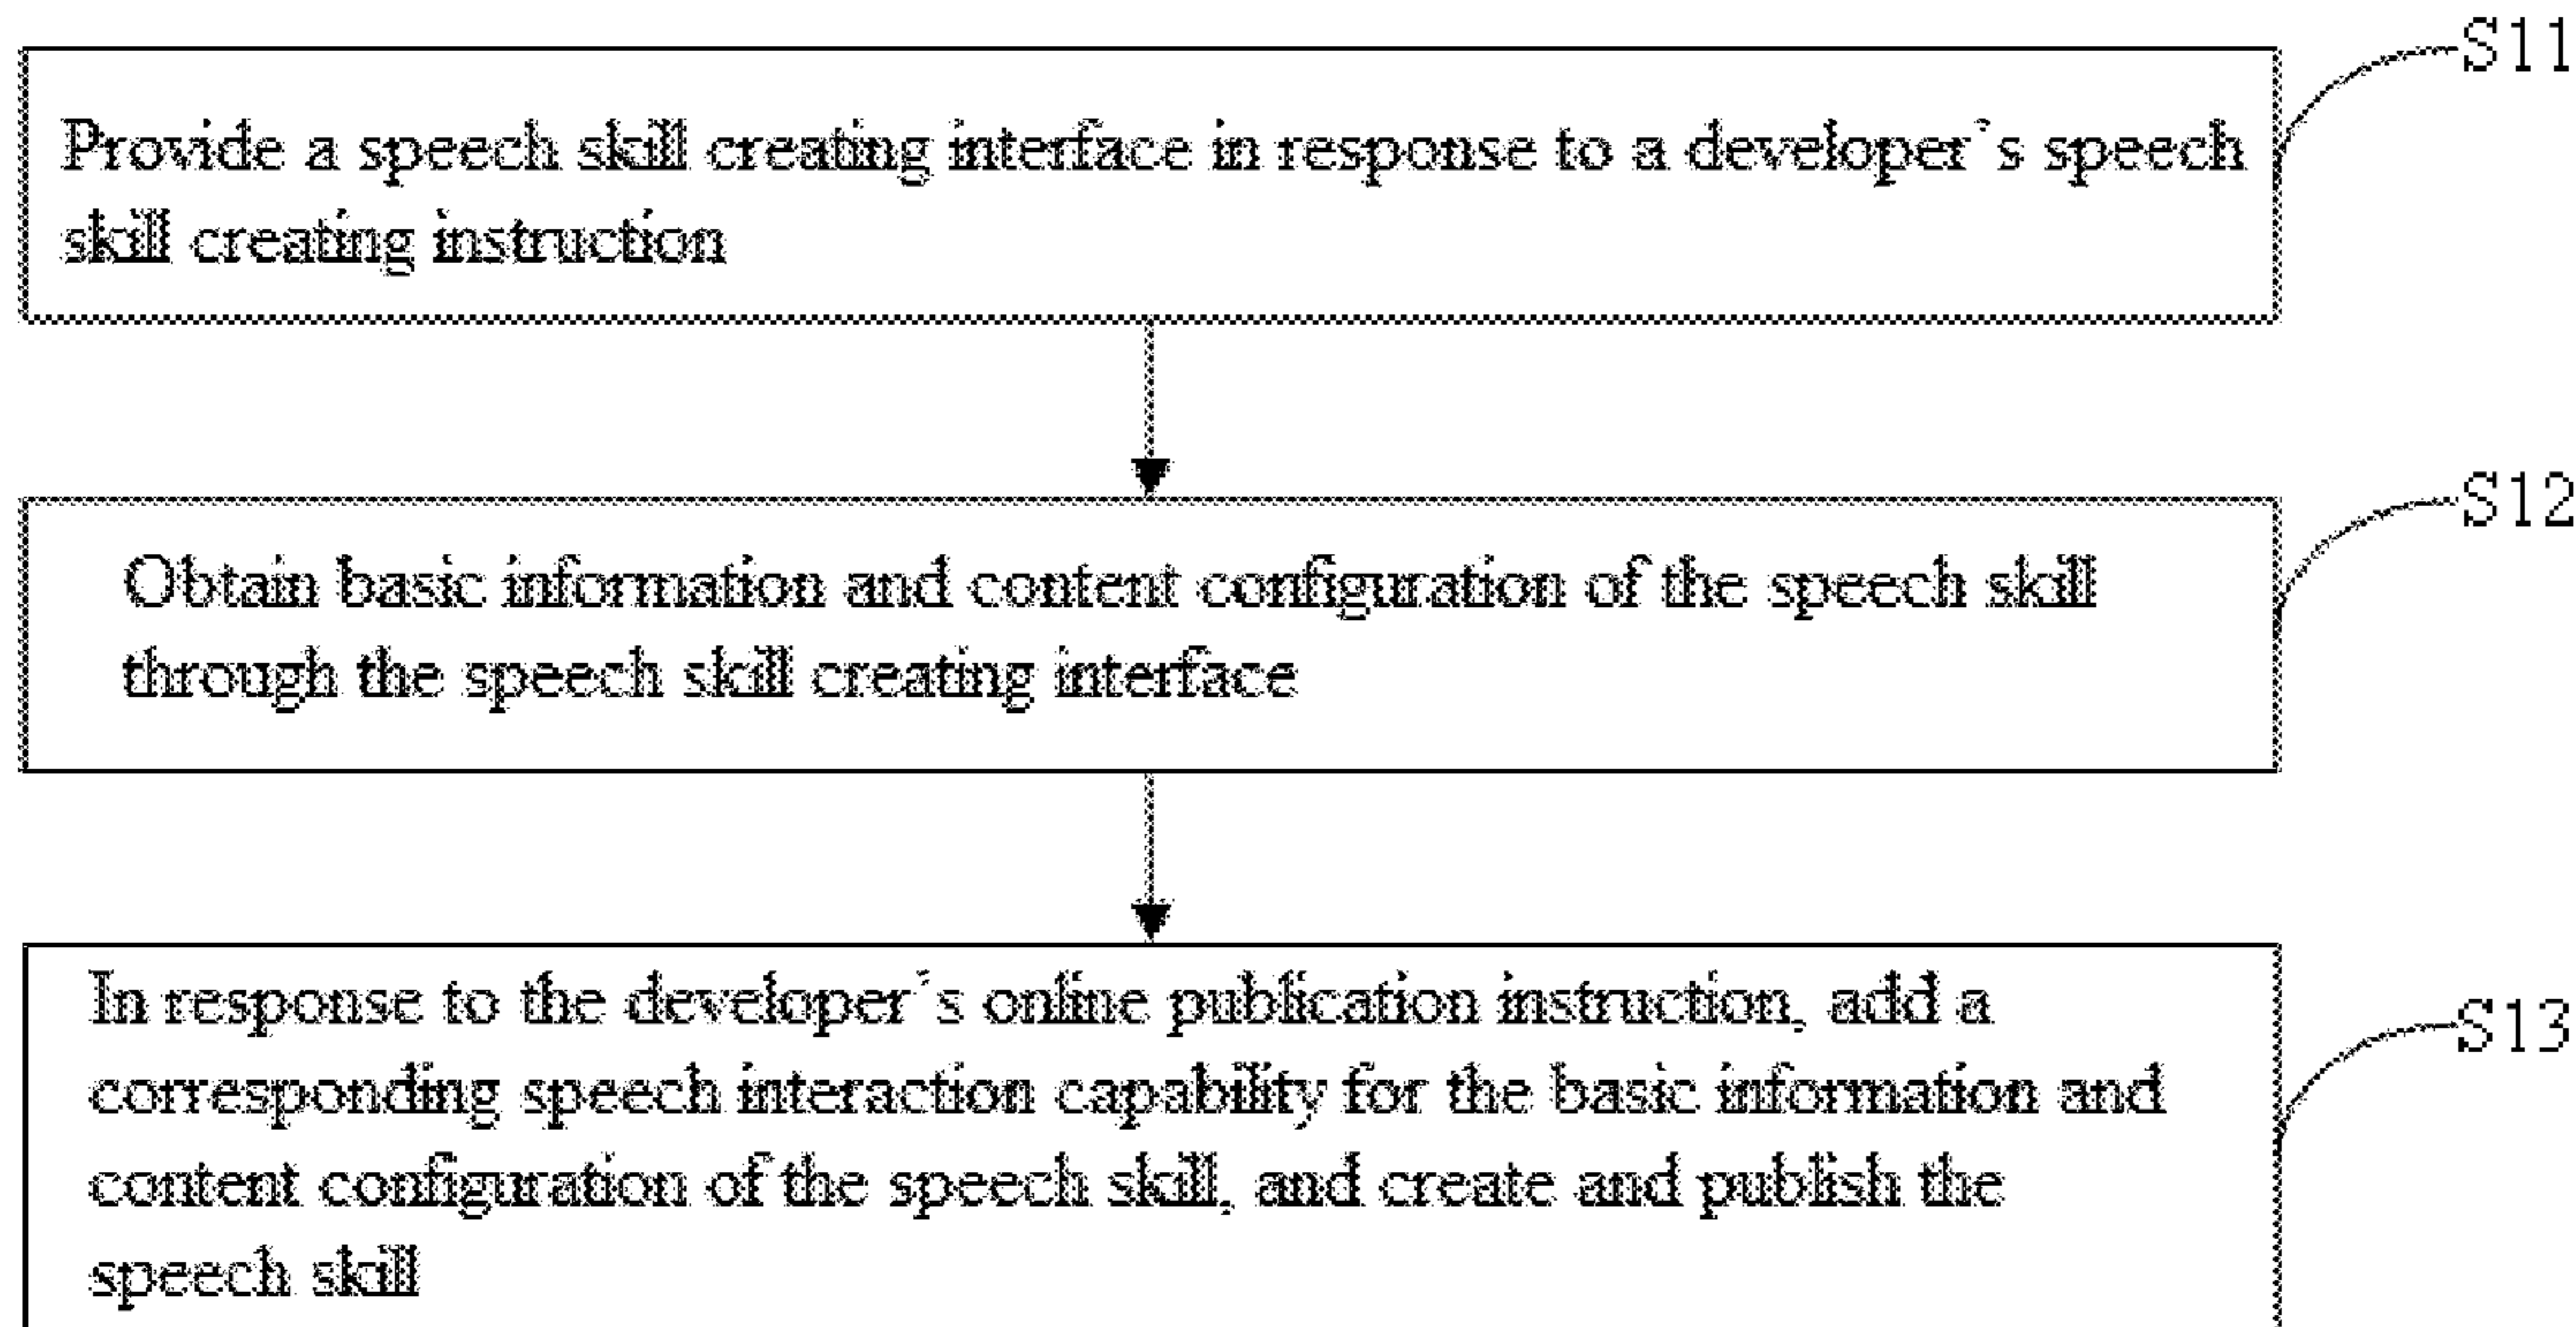 S11
Provide a speech skill creating interface in response to a developer's speech
skill creating instruction
S12
Obtain basic information and content configuration of the speech skill
through the speech skill creating interface
S13
In response to the developer's online publication instruction, add a
corresponding speech interaction capability for the basic information and
content configuration of the speech skill, and create and publish the
speech skill